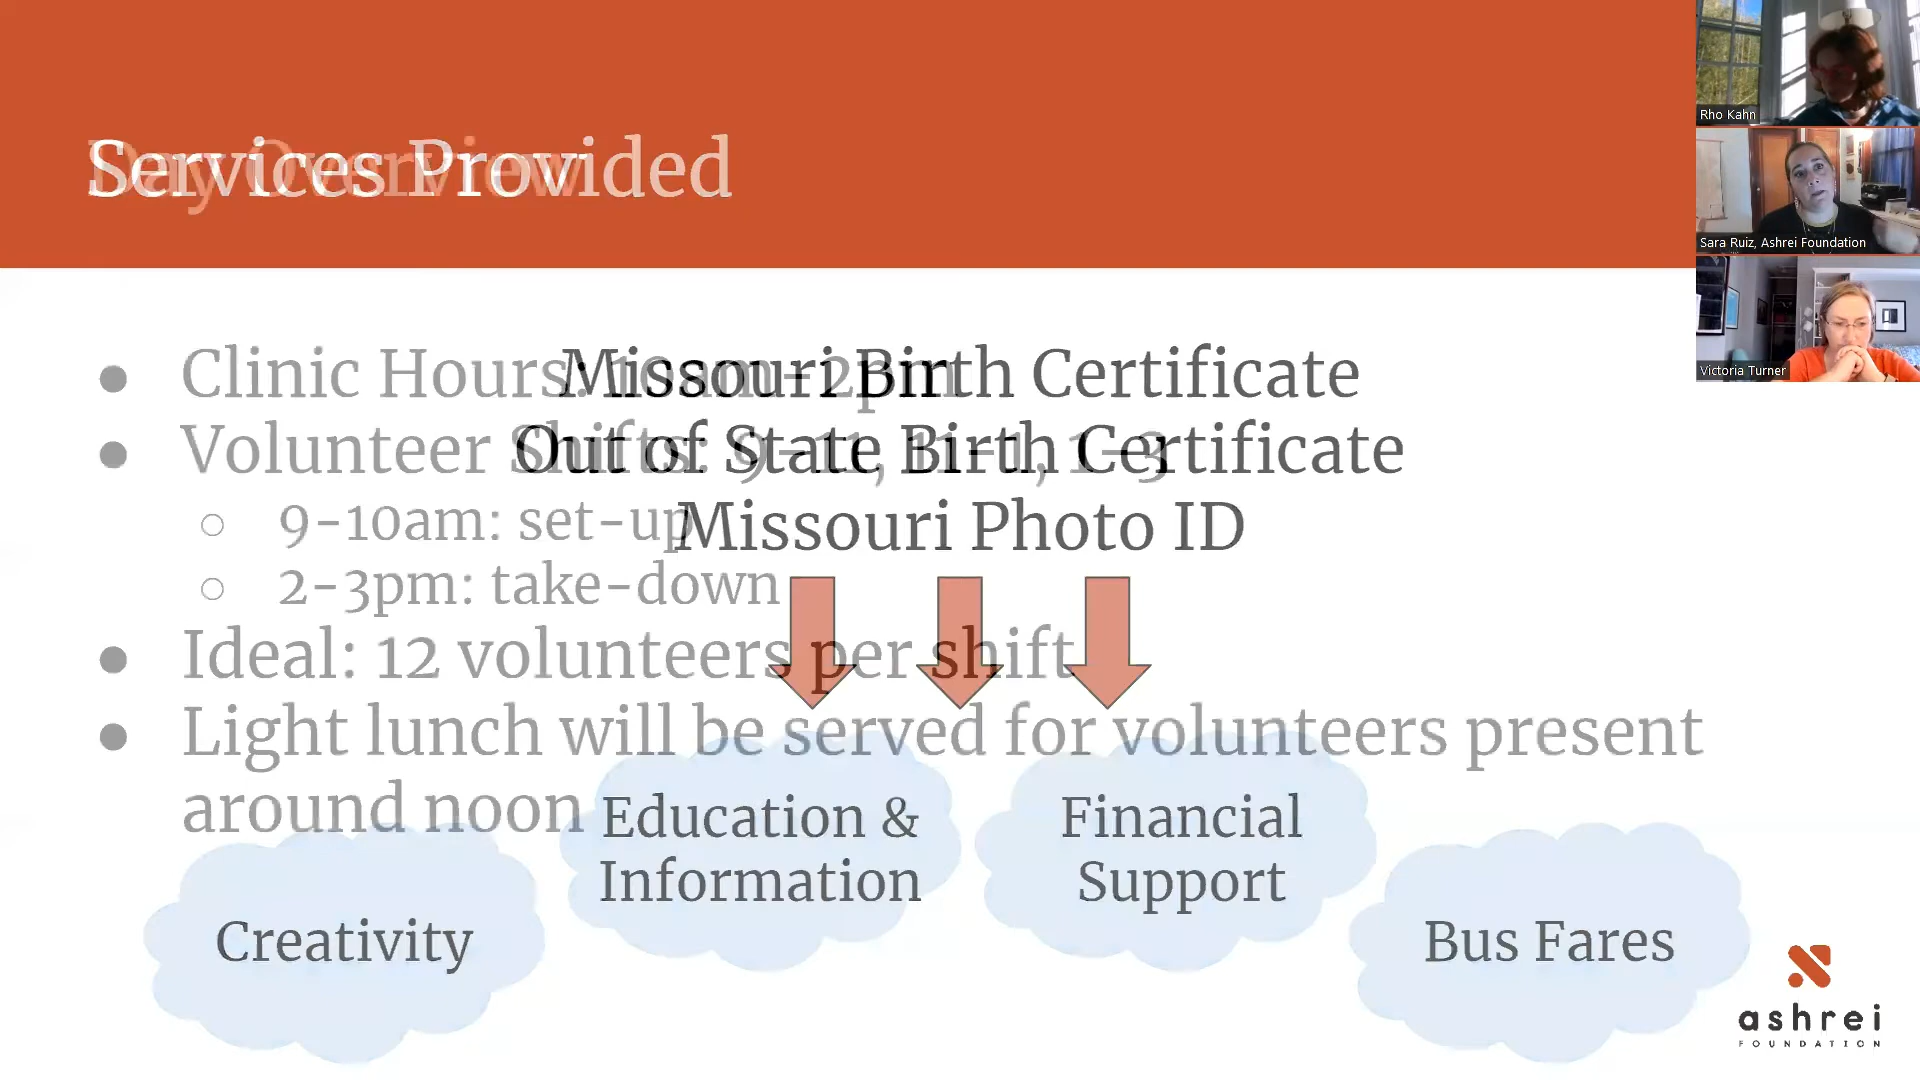 Services Provided
Day Overview
Clinic Hours: 10am-2pm
Volunteer Shifts: 9-11, 11-1, 1-3
9-10am: set-up
2-3pm: take-down
Ideal: 12 volunteers per shift
Light lunch will be served for volunteers present
around noon
Missouri Birth Certificate
Out of State Birth Certificate
Missouri Photo ID
Creativity
Education &
Information
Financial
Support
Bus Fares
ashrei
FOUNDATION
Rho Kahn
Sara Ruiz, Ashrei Foundation
Victoria Turner